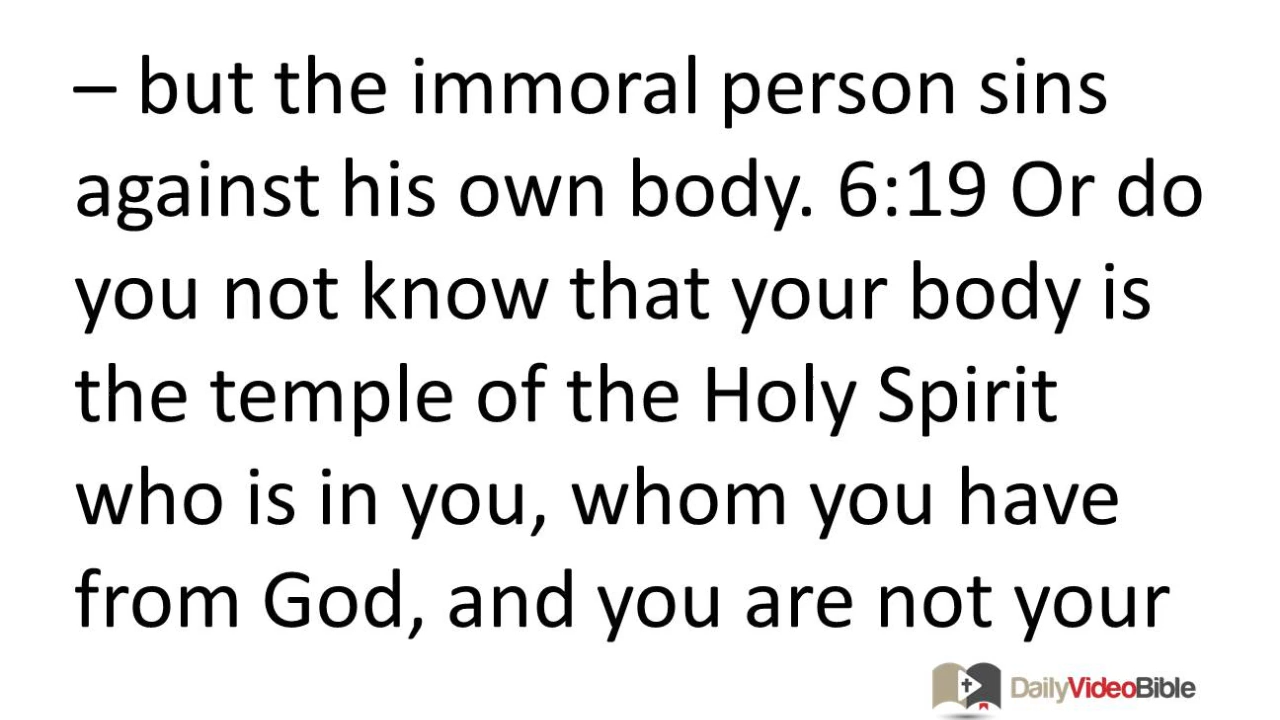 – but the immoral person sins
against his own body. 6:19 Or do
you not know that your body is
the temple of the Holy Spirit
who is in you, whom you have
from God, and you are not your
DailyVideoBible